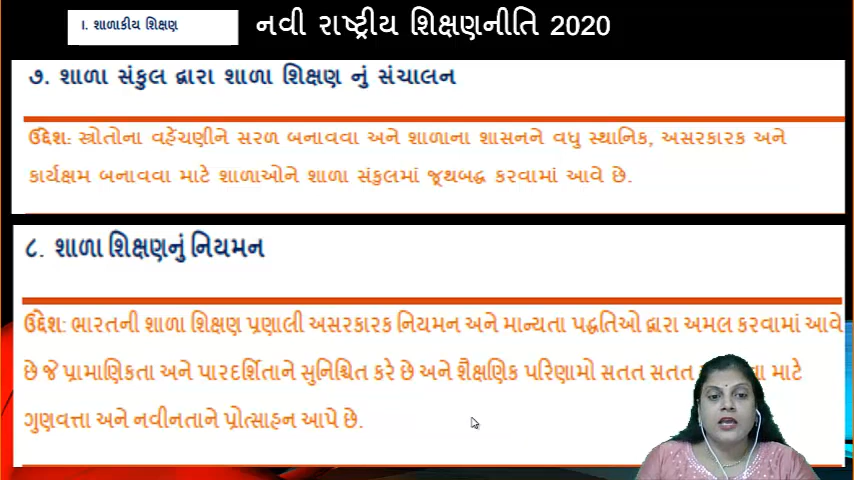 I. શાળાકીય શિક્ષણ
નવી રાષ્ટ્રીય શિક્ષણનીતિ 2020
૭. શાળા સંકુલ દ્વારા શાળા શિક્ષણ નું સંચાલન
ઉદ્દેશ: સ્ત્રોતોના વહેંચણીને સરળ બનાવવા અને શાળાના શાસનને વધુ સ્થાનિક, અસરકારક અને
કાર્યક્ષમ બનાવવા માટે શાળાઓને શાળા સંકુલમાં જૂથબદ્ધ કરવામાં આવે છે.
૮. શાળા શિક્ષણનું નિયમન
ઉદ્દેશ: ભારતની શાળા શિક્ષણ પ્રણાલી અસરકારક નિયમન અને માન્યતા પદ્ધતિઓ દ્વારા અમલ કરવામાં આવે
છે જે પ્રામાણિકતા અને પારદર્શિતાને સુનિશ્ચિત કરે છે અને શૈક્ષણિક પરિણામો સતત સતત માટે
ગુણવત્તા અને નવીનતાને પ્રોત્સાહન આપે છે.